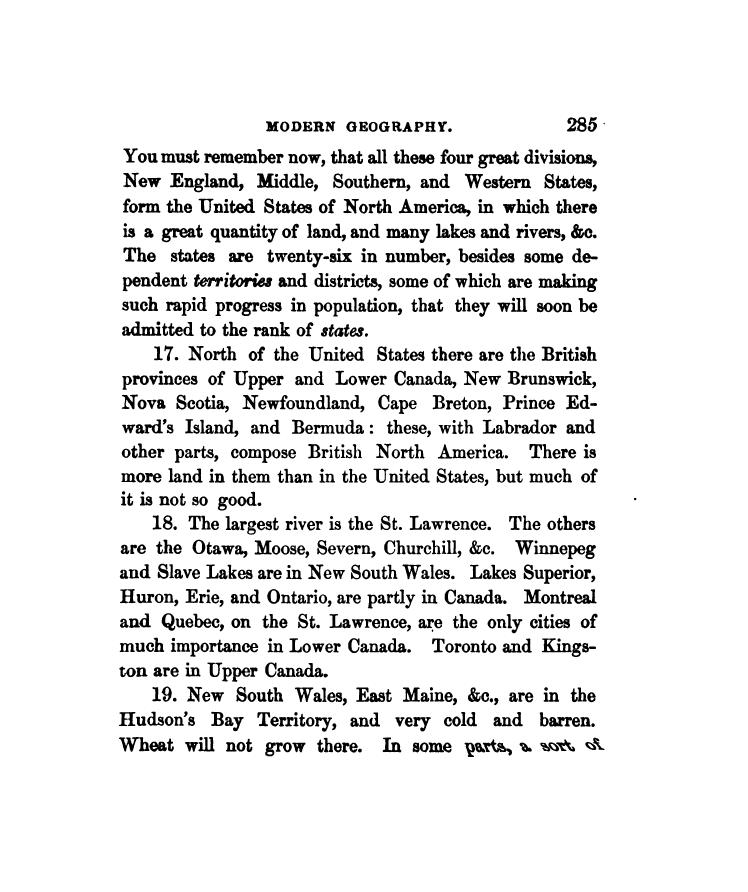 MODERN GEOGRAPHY. 285
You must remember now, that all these four great divisions,
New England, Middle, Southern, and Western States,
form the United States of North America, in which there
is a great quantity of land, and many lakes and rivers, &c.
The states are twenty-six in number, besides some de-
pendent territories and districts, some of which are making
such rapid progress in population, that they will soon be
admitted to the rank of states.
17. North of the United States there are the British
provinces of Upper and Lower Canada, New Brunswick,
Nova Scotia, Newfoundland, Cape Breton, Prince Ed-
ward's Island, and Bermuda: these, with Labrador and
other parts, compose British North America. There is
more land in them than in the United States, but much of
it is not so good.
18. The largest river is the St. Lawrence. The others
are the Otawa, Moose, Severn, Churchill, &c. Winnepeg
and Slave Lakes are in New South Wales. Lakes Superior,
Huron, Erie, and Ontario, are partly in Canada. Montreal
and Quebec, on the St. Lawrence, are the only cities of
much importance in Lower Canada. Toronto and Kings-
ton are in Upper Canada.
19. New South Wales, East Maine, &c., are in the
Hudson's Bay Territory, and very cold and barren.
Wheat will not grow there. In some parts, a sort of